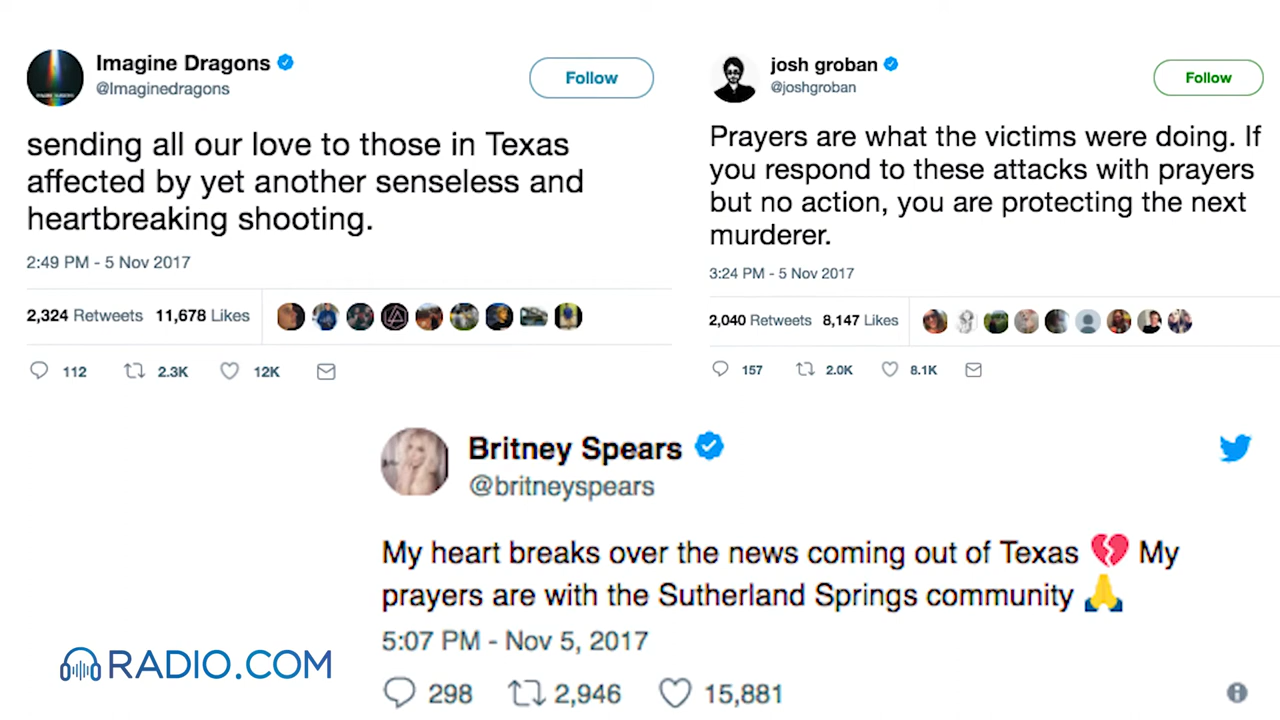 Imagine Dragons
@Imaginedragons
Follow
sending all our love to those in Texas
affected by yet another senseless and
heartbreaking shooting.
2:49 PM - 5 Nov 2017
2,324 Retweets 11,678 Likes
112 2.3K 12K
josh groban
@joshgroban
Follow
Prayers are what the victims were doing. If
you respond to these attacks with prayers
but no action, you are protecting the next
murderer.
3:24 PM - 5 Nov 2017
2,040 Retweets 8,147 Likes
157 2.0K 8.1K
Britney Spears
@britneyspears
My heart breaks over the news coming out of Texas 💔 My
prayers are with the Sutherland Springs community 🙏
5:07 PM - Nov 5, 2017
298 2,946 15,881
RADIO.COM